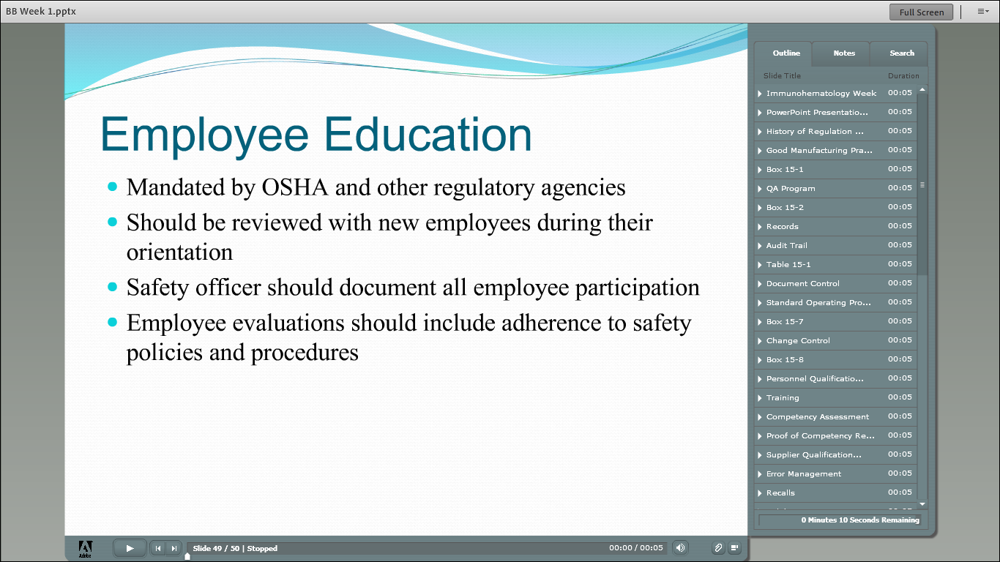 BB Week 1.pptx
Full Screen
Employee Education
Mandated by OSHA and other regulatory agencies
Should be reviewed with new employees during their
orientation
Safety officer should document all employee participation
Employee evaluations should include adherence to safety
policies and procedures
Outline Notes Search
Slide Title Duration
Immunohematology Week 00:05
PowerPoint Presentatio... 00:05
History of Regulation ... 00:05
Good Manufacturing Pra... 00:05
Box 15-1 00:05
QA Program 00:05
Box 15-2 00:05
Records 00:05
Audit Trail 00:05
Table 15-1 00:05
Document Control 00:05
Standard Operating Pro... 00:05
Box 15-7 00:05
Change Control 00:05
Box 15-8 00:05
Personnel Qualificatio... 00:05
Training 00:05
Competency Assessment 00:05
Proof of Competency Re... 00:05
Supplier Qualification... 00:05
Error Management 00:05
Recalls 00:05
0 Minutes 10 Seconds Remaining
Adobe
Slide 49 / 50 | Stopped 00:00 / 00:05